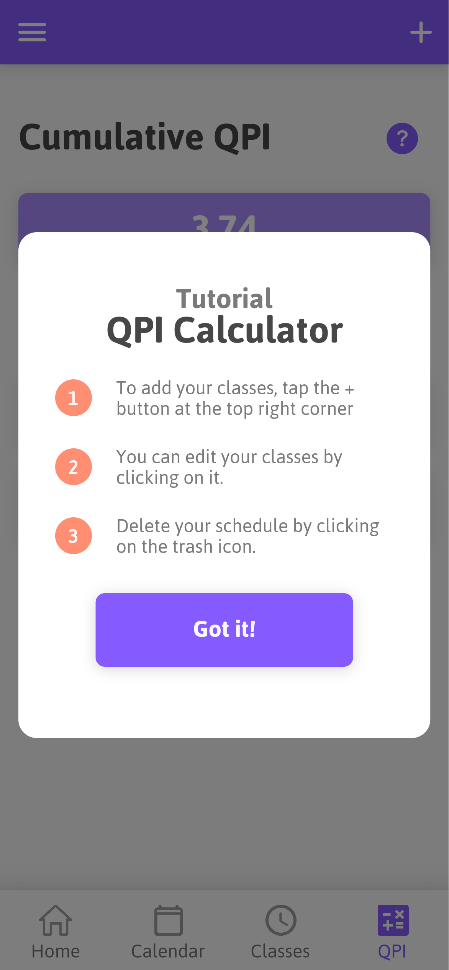 Cumulative QPI
?
3.74
Tutorial
QPI Calculator
1 To add your classes, tap the +
button at the top right corner
2 You can edit your classes by
clicking on it.
3 Delete your schedule by clicking
on the trash icon.
Got it!
Home Calendar Classes QPI